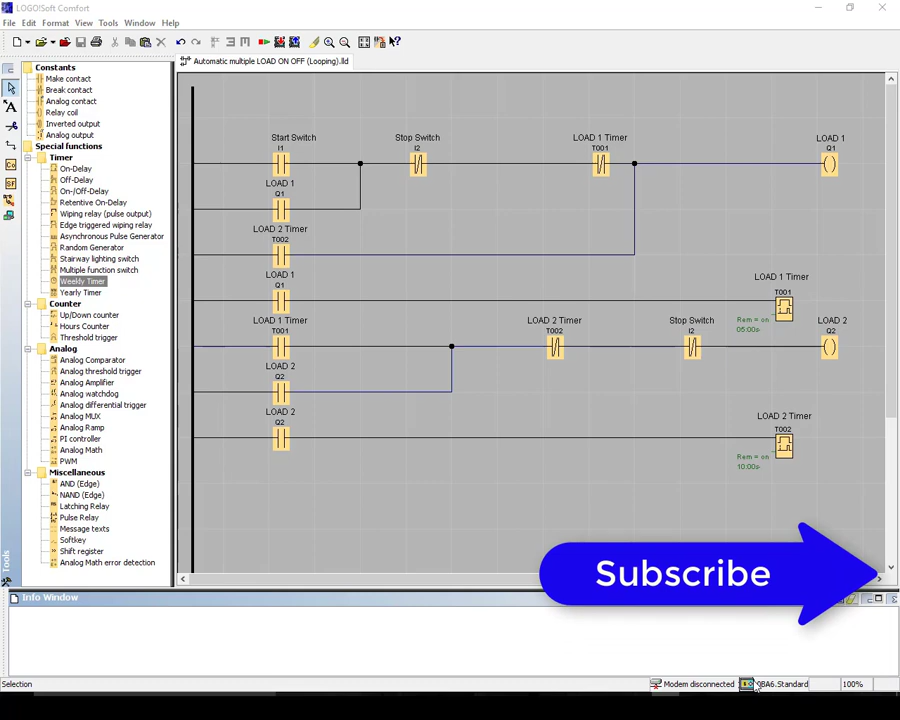 LOGO!Soft Comfort
File Edit Format View Tools Window Help
Automatic multiple LOAD ON OFF (Looping).lld
Constants
Make contact
Break contact
Analog contact
Relay coil
Inverted output
Analog output
Special functions
Timer
On-Delay
Off-Delay
On-/Off-Delay
Retentive On-Delay
Wiping relay (pulse output)
Edge triggered wiping relay
Asynchronous Pulse Generator
Random Generator
Stairway lighting switch
Multiple function switch
Weekly Timer
Yearly Timer
Counter
Up/Down counter
Hours Counter
Threshold trigger
Analog
Analog Comparator
Analog threshold trigger
Analog Amplifier
Analog watchdog
Analog differential trigger
Analog MUX
Analog Ramp
PI controller
Analog Math
PWM
Miscellaneous
AND (Edge)
NAND (Edge)
Latching Relay
Pulse Relay
Message texts
Softkey
Shift register
Analog Math error detection
Tools
Co
SF
Start Switch
I1
Stop Switch
I2
LOAD 1 Timer
T001
LOAD 1
Q1
LOAD 1
Q1
LOAD 2 Timer
T002
LOAD 1
Q1
LOAD 1 Timer
T001
Rem = on
05:00s
LOAD 1 Timer
T001
LOAD 2 Timer
T002
Stop Switch
I2
LOAD 2
Q2
LOAD 2
Q2
LOAD 2
Q2
LOAD 2 Timer
T002
Rem = on
10:00s
Subscribe
Info Window
Selection
Modem disconnected
0BA6.Standard
100%